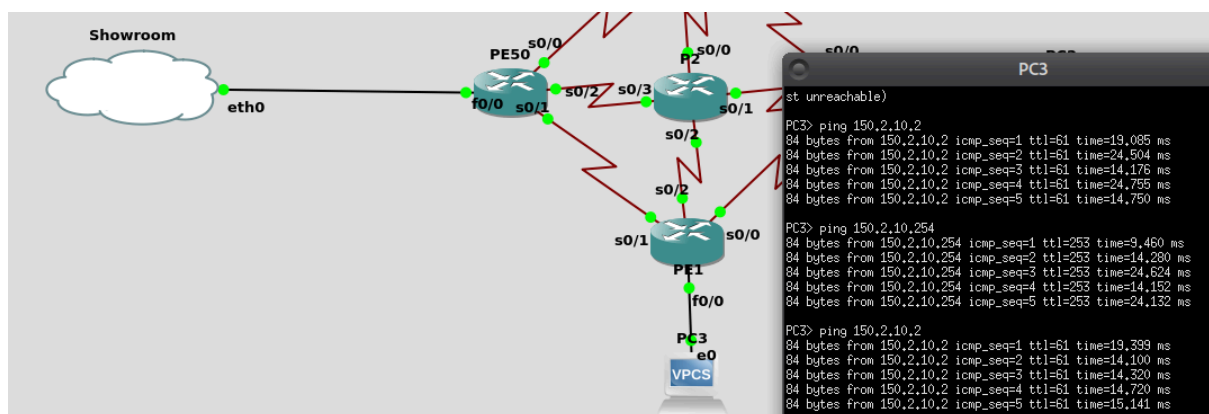 Showroom
eth0
PE50
s0/0
f0/0
s0/1
s0/2
s0/3
P2
s0/0
s0/1
s0/2
s0/2
s0/1
s0/0
PE1
f0/0
PC3
e0
VPCS
s0/0
PC3
st unreachable)
PC3> ping 150.2.10.2
84 bytes from 150.2.10.2 icmp_seq=1 ttl=61 time=19.085 ms
84 bytes from 150.2.10.2 icmp_seq=2 ttl=61 time=24.504 ms
84 bytes from 150.2.10.2 icmp_seq=3 ttl=61 time=14.176 ms
84 bytes from 150.2.10.2 icmp_seq=4 ttl=61 time=24.755 ms
84 bytes from 150.2.10.2 icmp_seq=5 ttl=61 time=14.750 ms
PC3> ping 150.2.10.254
84 bytes from 150.2.10.254 icmp_seq=1 ttl=253 time=9.460 ms
84 bytes from 150.2.10.254 icmp_seq=2 ttl=253 time=14.280 ms
84 bytes from 150.2.10.254 icmp_seq=3 ttl=253 time=24.624 ms
84 bytes from 150.2.10.254 icmp_seq=4 ttl=253 time=14.152 ms
84 bytes from 150.2.10.254 icmp_seq=5 ttl=253 time=24.132 ms
PC3> ping 150.2.10.2
84 bytes from 150.2.10.2 icmp_seq=1 ttl=61 time=19.399 ms
84 bytes from 150.2.10.2 icmp_seq=2 ttl=61 time=14.100 ms
84 bytes from 150.2.10.2 icmp_seq=3 ttl=61 time=14.320 ms
84 bytes from 150.2.10.2 icmp_seq=4 ttl=61 time=14.720 ms
84 bytes from 150.2.10.2 icmp_seq=5 ttl=61 time=15.141 ms